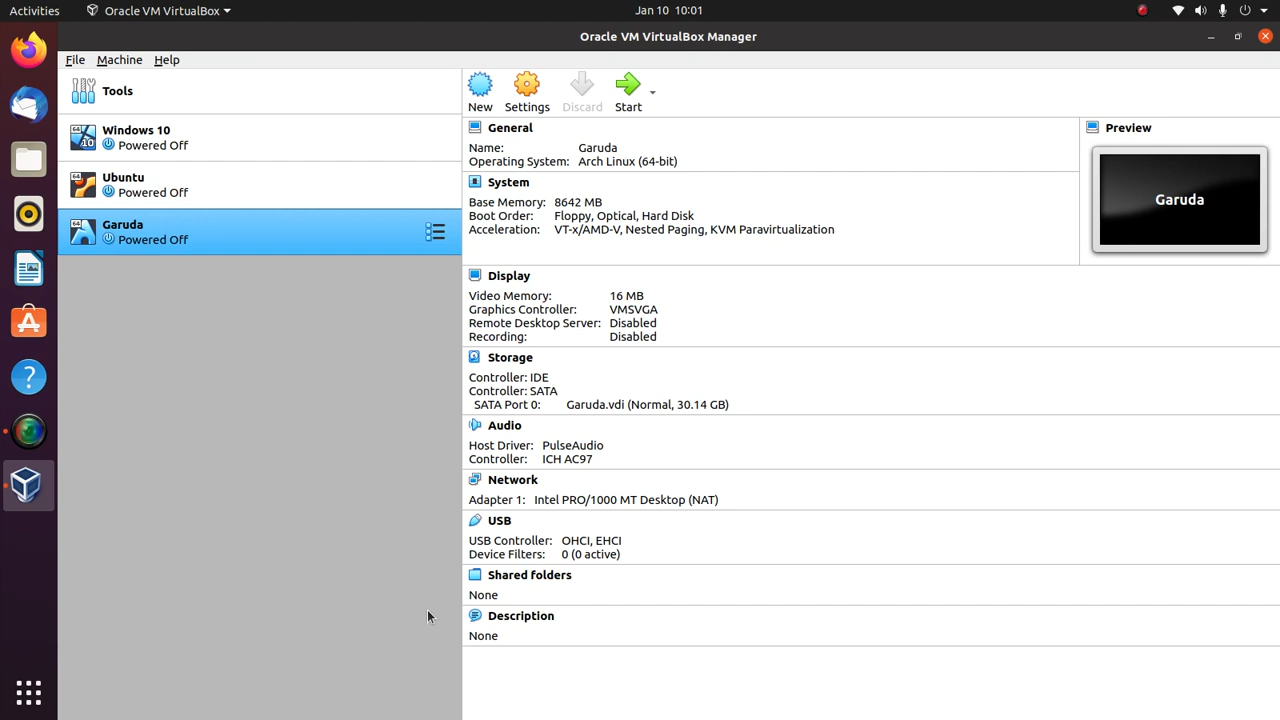 Activities Oracle VM VirtualBox Jan 10 10:01
Oracle VM VirtualBox Manager
File Machine Help
Tools
Windows 10
Powered Off
Ubuntu
Powered Off
Garuda
Powered Off
New Settings Discard Start
General
Name: Garuda
Operating System: Arch Linux (64-bit)
System
Base Memory: 8642 MB
Boot Order: Floppy, Optical, Hard Disk
Acceleration: VT-x/AMD-V, Nested Paging, KVM Paravirtualization
Preview
Garuda
Display
Video Memory: 16 MB
Graphics Controller: VMSVGA
Remote Desktop Server: Disabled
Recording: Disabled
Storage
Controller: IDE
Controller: SATA
SATA Port 0: Garuda.vdi (Normal, 30.14 GB)
Audio
Host Driver: PulseAudio
Controller: ICH AC97
Network
Adapter 1: Intel PRO/1000 MT Desktop (NAT)
USB
USB Controller: OHCI, EHCI
Device Filters: 0 (0 active)
Shared folders
None
Description
None